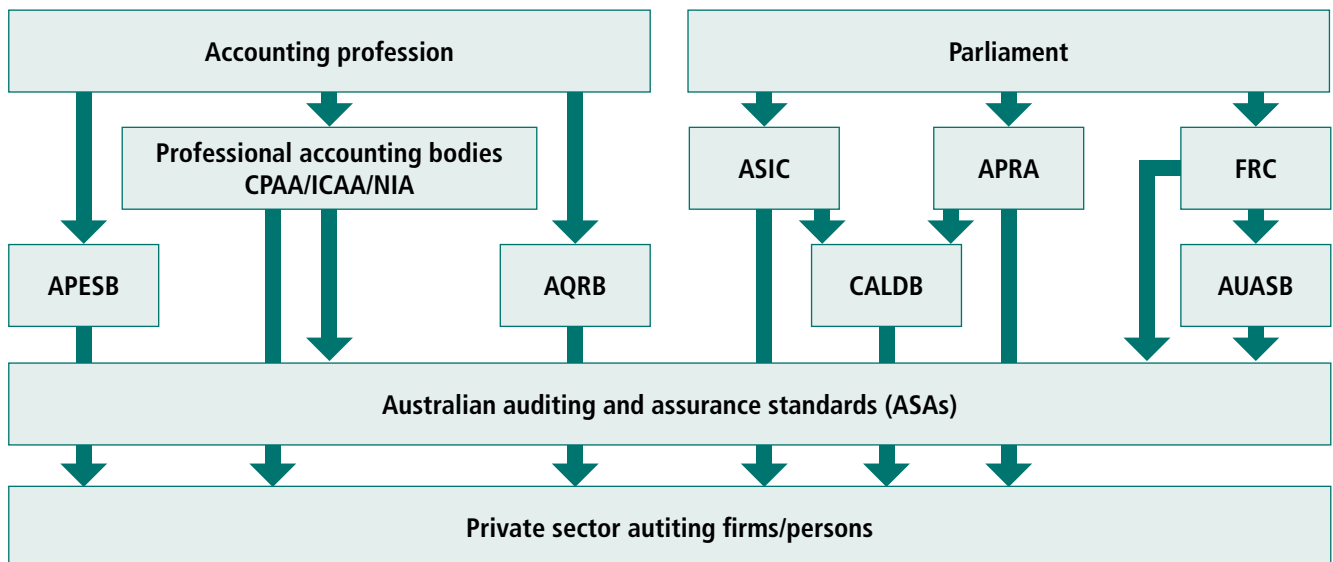 Accounting profession
Parliament
Professional accounting bodies
CPAA/ICAA/NIA
ASIC
APRA
FRC
APESB
AQRB
CALDB
AUASB
Australian auditing and assurance standards (ASAs)
Private sector autiting firms/persons